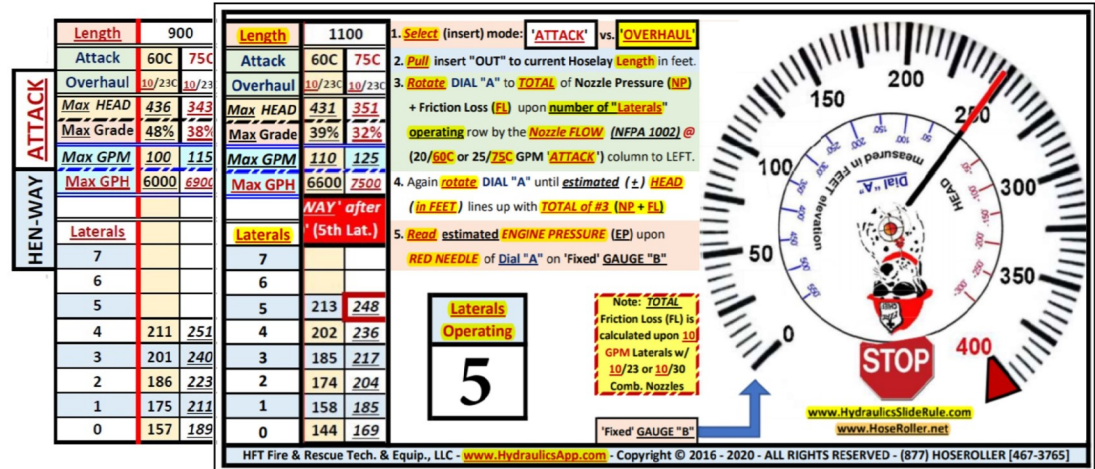 Length 900
Attack 60C 75C
Overhaul 10/23C 10/23C
Max HEAD 436 343
Max Grade 48% 38%
Max GPM 100 115
Max GPH 6000 6900
Laterals
7
6
5
4 211 251
3 201 240
2 186 223
1 175 211
0 157 189
ATTACK
HEN-WAY
Length 1100
Attack 60C 75C
Overhaul 10/23C 10/23C
Max HEAD 431 351
Max Grade 39% 32%
Max GPM 110 125
Max GPH 6600 7500
WAY' after
Laterals ' (5th Lat.)
7
6
5 213 248
4 202 236
3 185 217
2 174 204
1 158 185
0 144 169
1. Select (insert) mode: 'ATTACK' vs. 'OVERHAUL'
2. Pull insert "OUT" to current Hoselay Length in feet.
3. Rotate DIAL "A" to TOTAL of Nozzle Pressure (NP)
+ Friction Loss (FL) upon number of "Laterals"
operating row by the Nozzle FLOW (NFPA 1002) @
(20/60C or 25/75C GPM 'ATTACK') column to LEFT.
4. Again rotate DIAL "A" until estimated (+) HEAD
(in FEET) lines up with TOTAL of #3 (NP + FL)
5. Read estimated ENGINE PRESSURE (EP) upon
RED NEEDLE of Dial "A" on 'Fixed' GAUGE "B"
Laterals
Operating
5
Note: TOTAL
Friction Loss (FL) is
calculated upon 10
GPM Laterals w/
10/23 or 10/30
Comb. Nozzles
'Fixed' GAUGE "B"
0
50
100
150
200
250
300
350
400
measured in FEET elevation
Dial "A"
HEAD
STOP
www.HydraulicsSlideRule.com
www.HoseRoller.net
HFT Fire & Rescue Tech. & Equip., LLC - www.HydraulicsApp.com - Copyright © 2016 - 2020 - ALL RIGHTS RESERVED - (877) HOSEROLLER [467-3765]